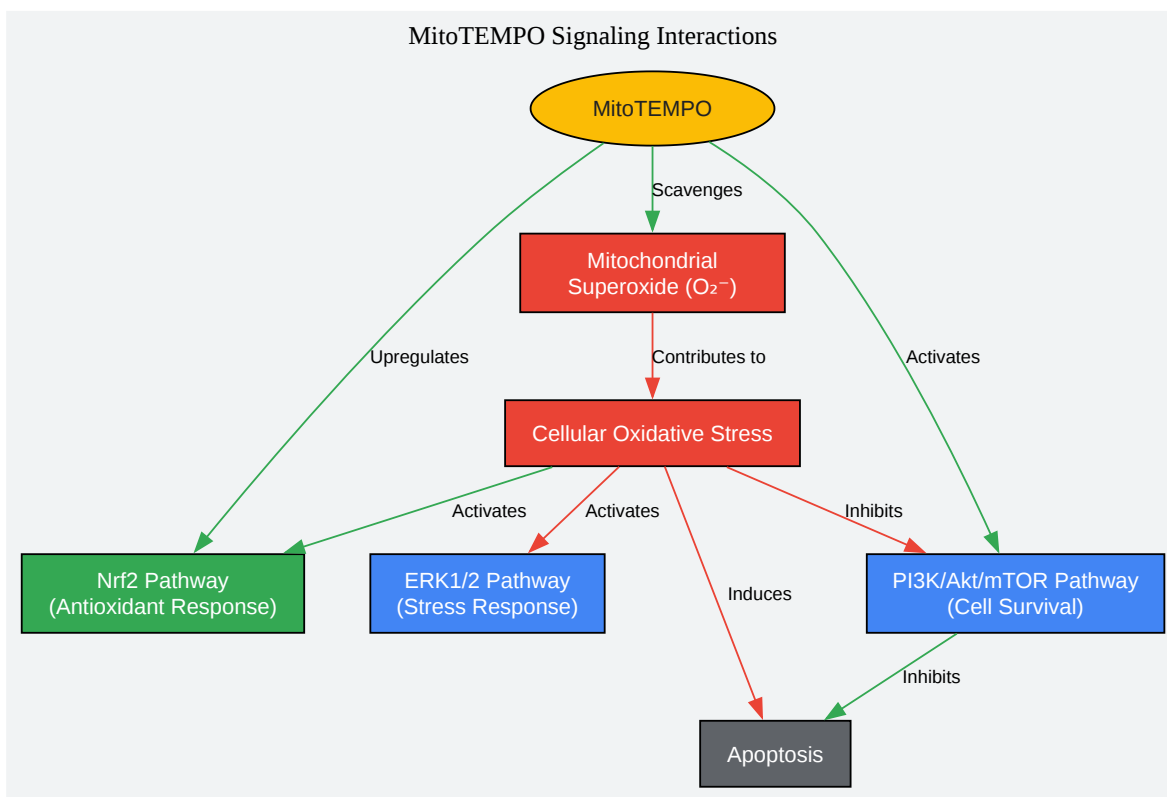 MitoTEMPO Signaling Interactions
MitoTEMPO
Scavenges
Mitochondrial
Superoxide (O₂⁻)
Upregulates
Contributes to
Activates
Cellular Oxidative Stress
Activates
Activates
Inhibits
Nrf2 Pathway
(Antioxidant Response)
ERK1/2 Pathway
(Stress Response)
PI3K/Akt/mTOR Pathway
(Cell Survival)
Induces
Inhibits
Apoptosis